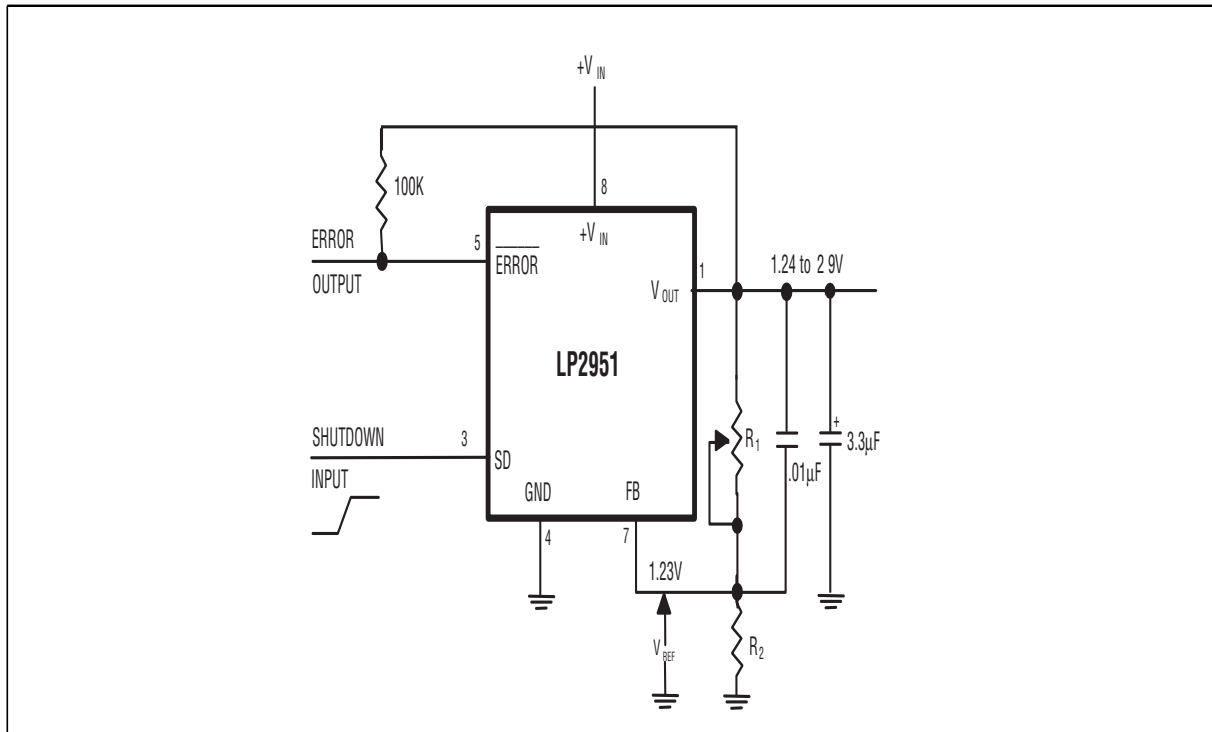 +V IN
100K
8
+V IN
ERROR
OUTPUT
5
ERROR
1
V OUT
1.24 to 2 9V
LP2951
SHUTDOWN
INPUT
3
SD
R1
.01µF
+
3.3µF
GND
FB
4
7
1.23V
V REF
R2